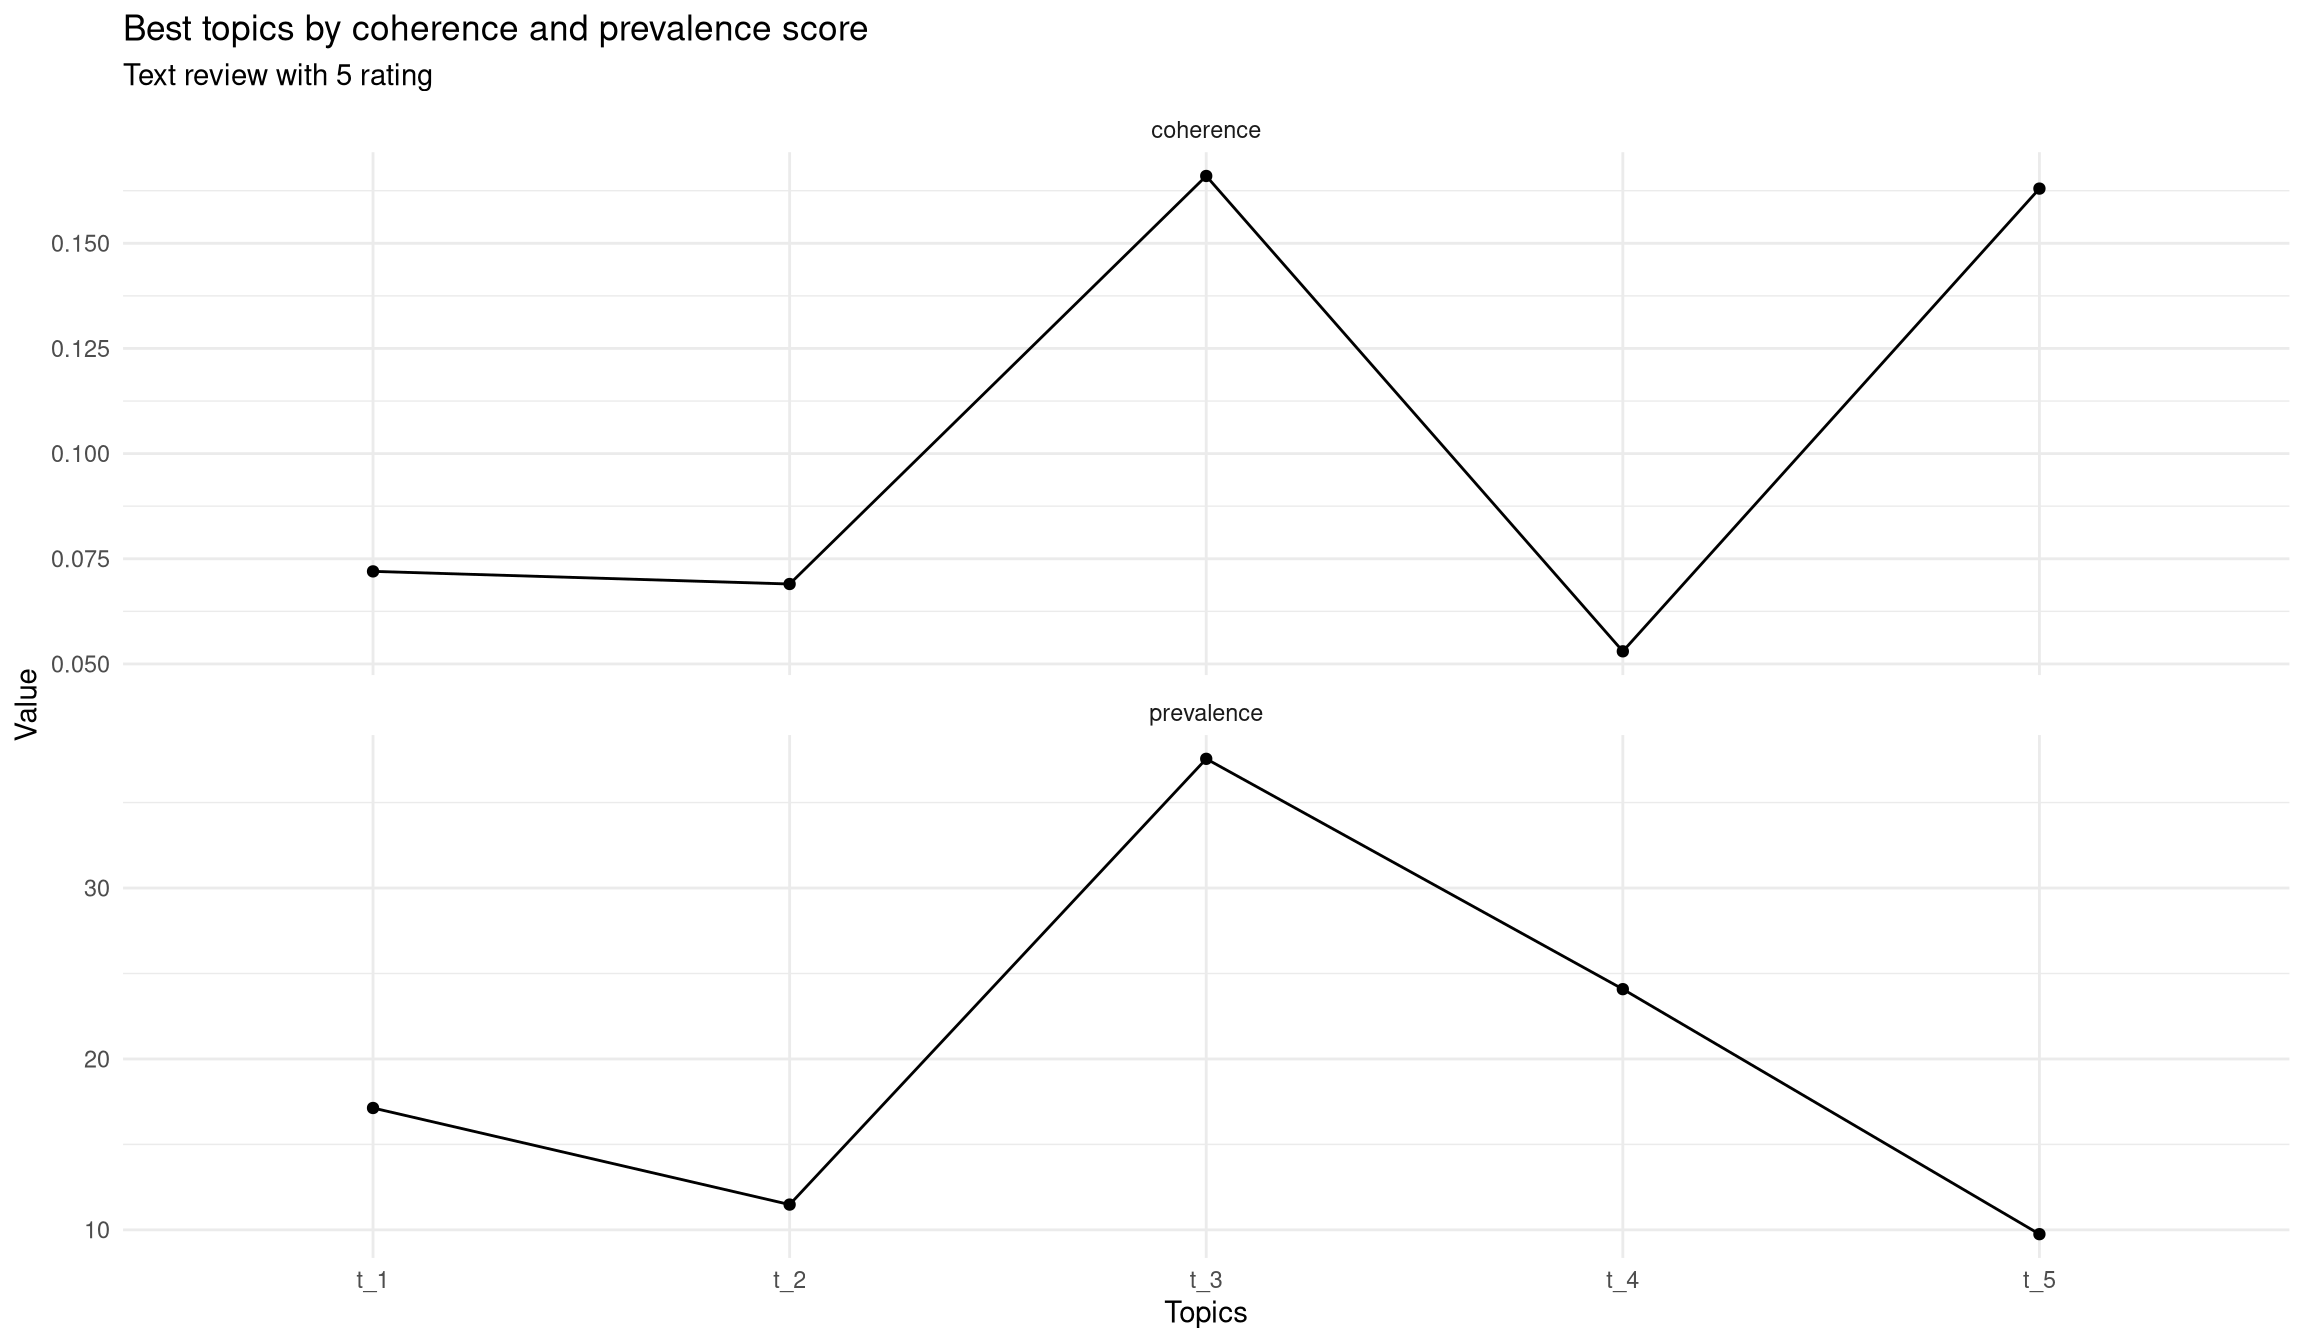 Best topics by coherence and prevalence score
Text review with 5 rating
coherence
0.150
0.125
0.100
0.075
0.050
Value
prevalence
30
20
10
t_1 t_2 t_3 t_4 t_5
Topics